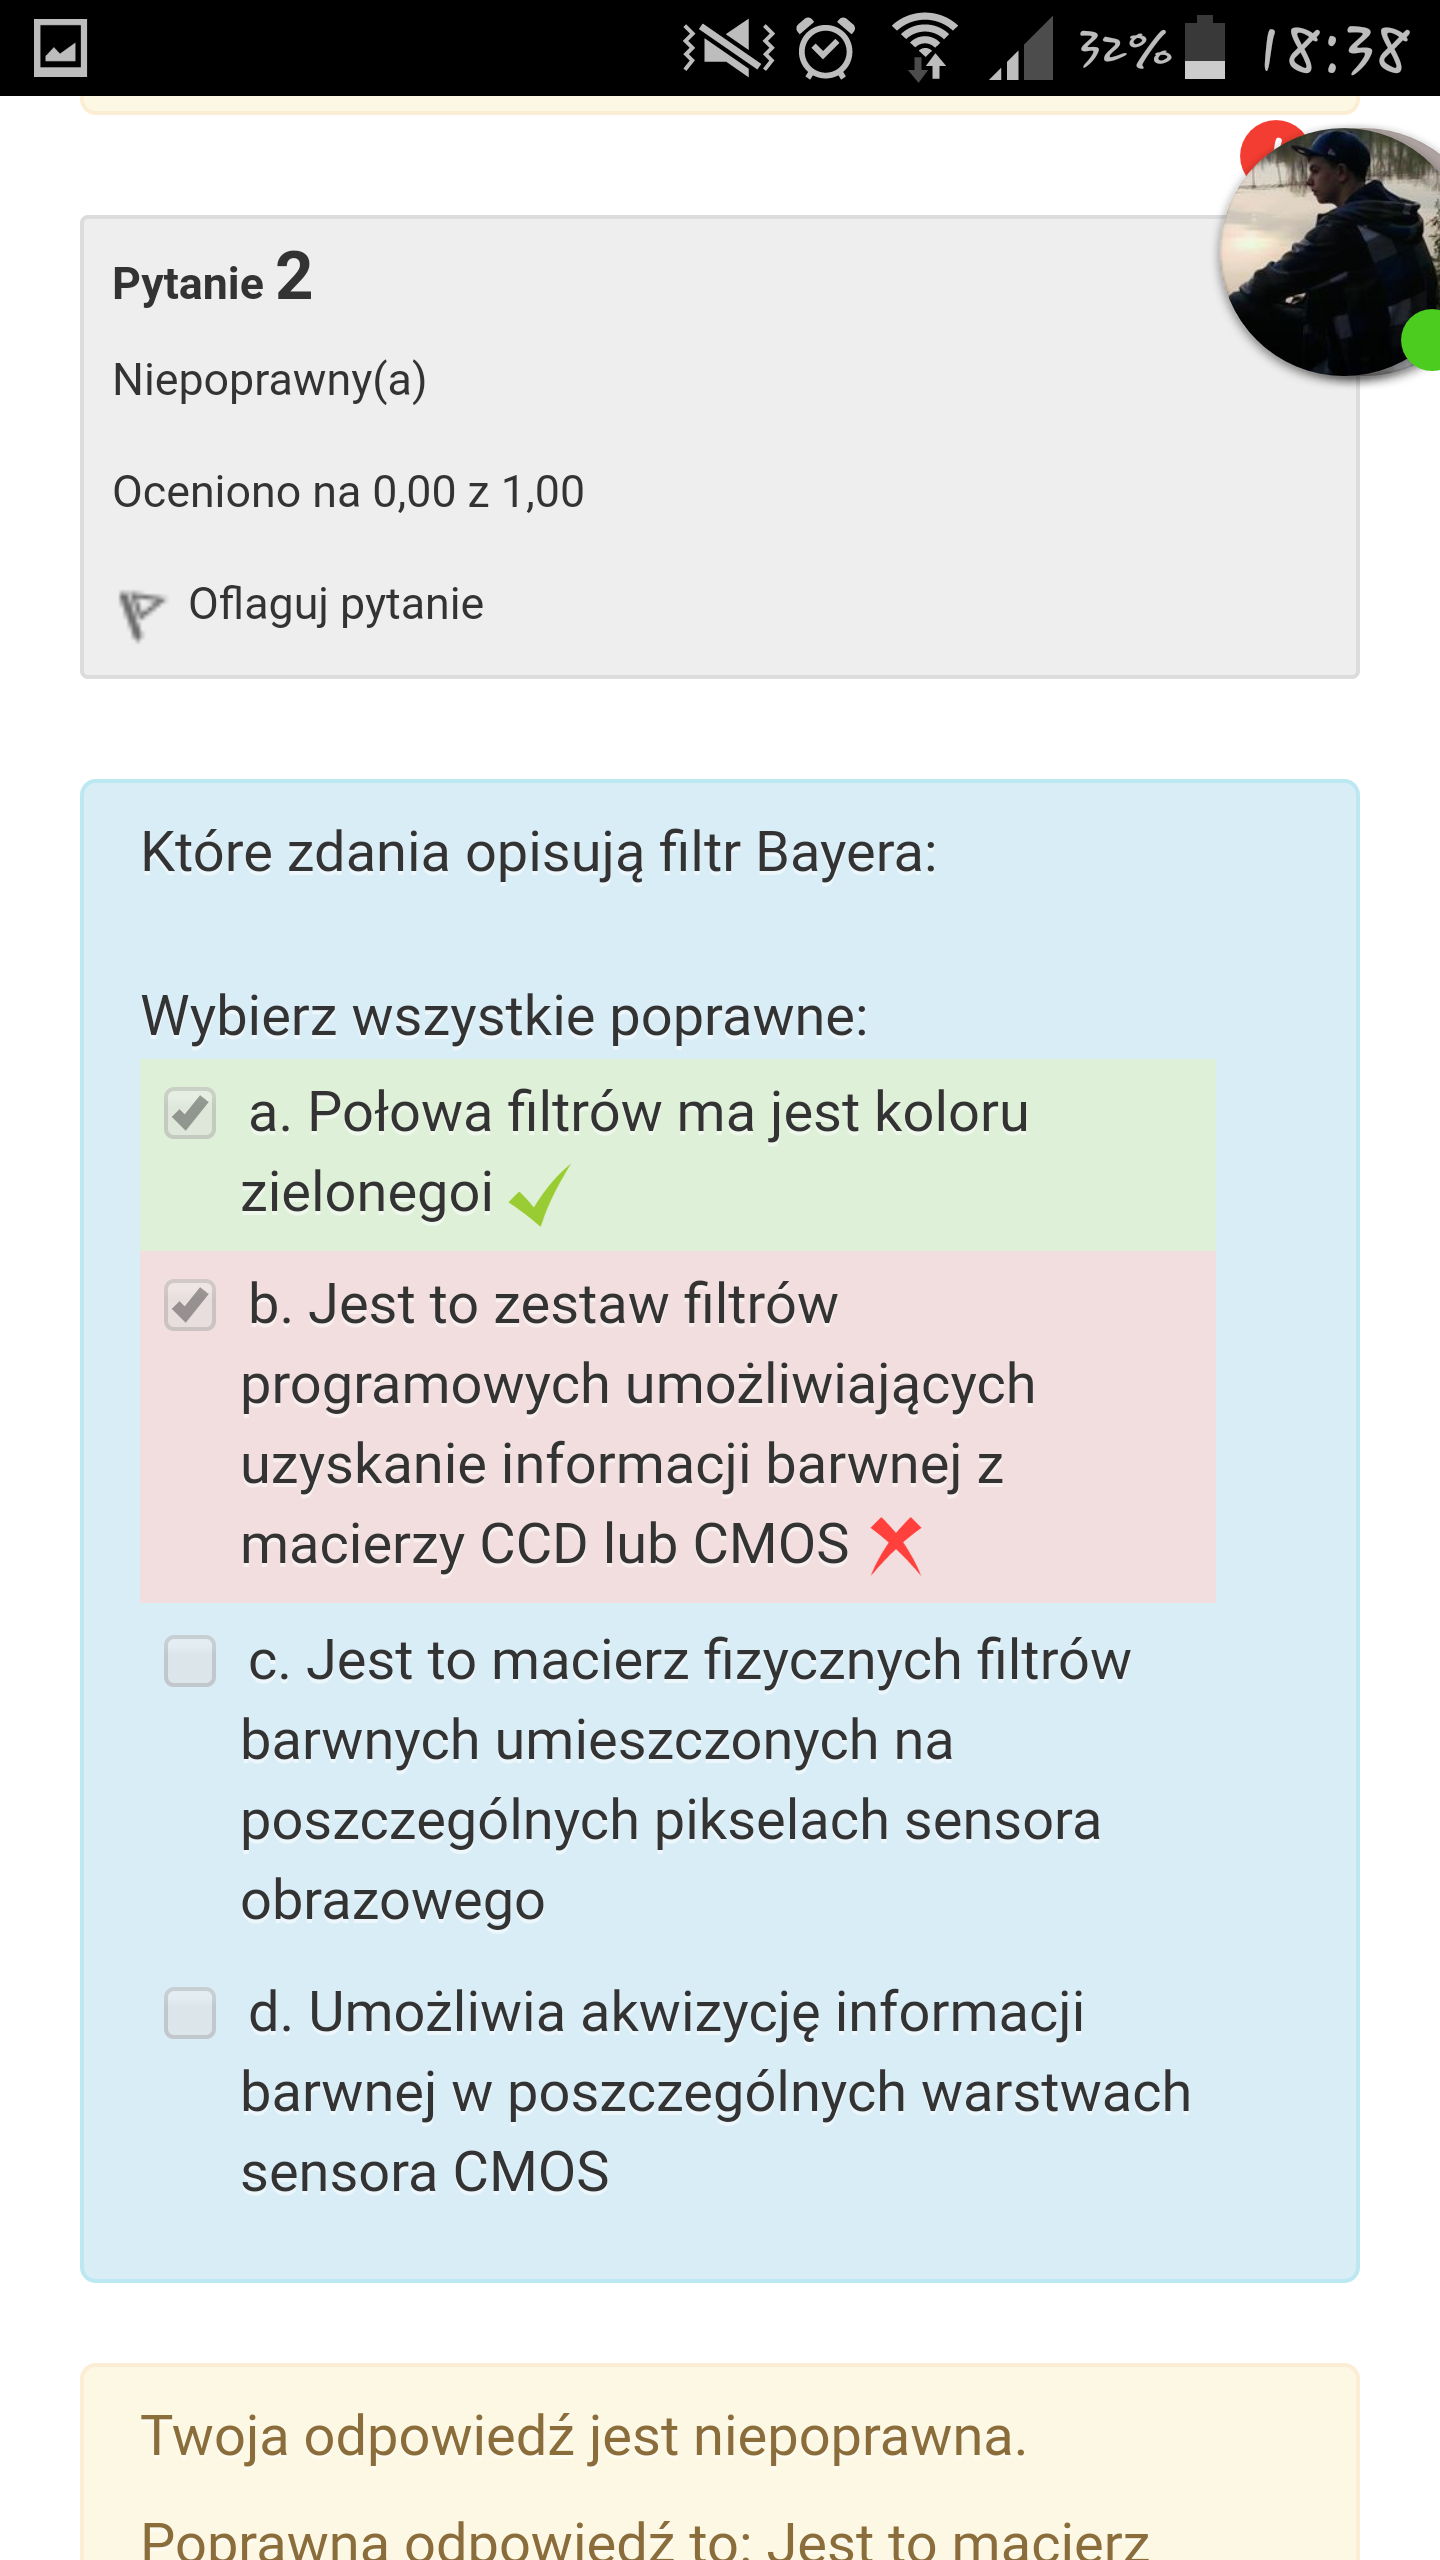 32% 18:38
Pytanie 2
Niepoprawny(a)
Oceniono na 0,00 z 1,00
Oflaguj pytanie
Które zdania opisują filtr Bayera:
Wybierz wszystkie poprawne:
a. Połowa filtrów ma jest koloru
zielonegoi
b. Jest to zestaw filtrów
programowych umożliwiających
uzyskanie informacji barwnej z
macierzy CCD lub CMOS
c. Jest to macierz fizycznych filtrów
barwnych umieszczonych na
poszczególnych pikselach sensora
obrazowego
d. Umożliwia akwizycję informacji
barwnej w poszczególnych warstwach
sensora CMOS
Twoja odpowiedź jest niepoprawna.
Poprawna odpowiedź to: Jest to macierz